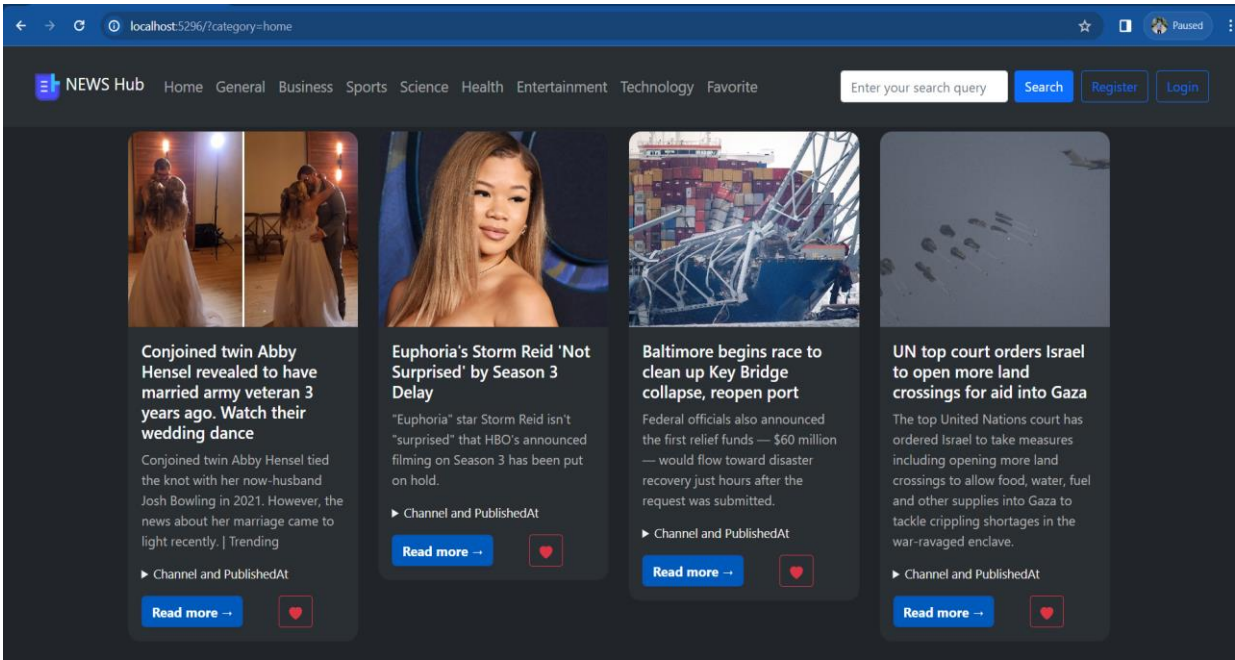 localhost:5296/?category=home
Paused
NEWS Hub
Home General Business Sports Science Health Entertainment Technology Favorite
Enter your search query
Search
Register
Login
Conjoined twin Abby
Hensel revealed to have
married army veteran 3
years ago. Watch their
wedding dance
Conjoined twin Abby Hensel tied
the knot with her now-husband
Josh Bowling in 2021. However, the
news about her marriage came to
light recently. | Trending
▶ Channel and PublishedAt
Read more →
Euphoria's Storm Reid 'Not
Surprised' by Season 3
Delay
"Euphoria" star Storm Reid isn't
"surprised" that HBO's announced
filming on Season 3 has been put
on hold.
▶ Channel and PublishedAt
Read more →
Baltimore begins race to
clean up Key Bridge
collapse, reopen port
Federal officials also announced
the first relief funds — $60 million
— would flow toward disaster
recovery just hours after the
request was submitted.
▶ Channel and PublishedAt
Read more →
UN top court orders Israel
to open more land
crossings for aid into Gaza
The top United Nations court has
ordered Israel to take measures
including opening more land
crossings to allow food, water, fuel
and other supplies into Gaza to
tackle crippling shortages in the
war-ravaged enclave.
▶ Channel and PublishedAt
Read more →